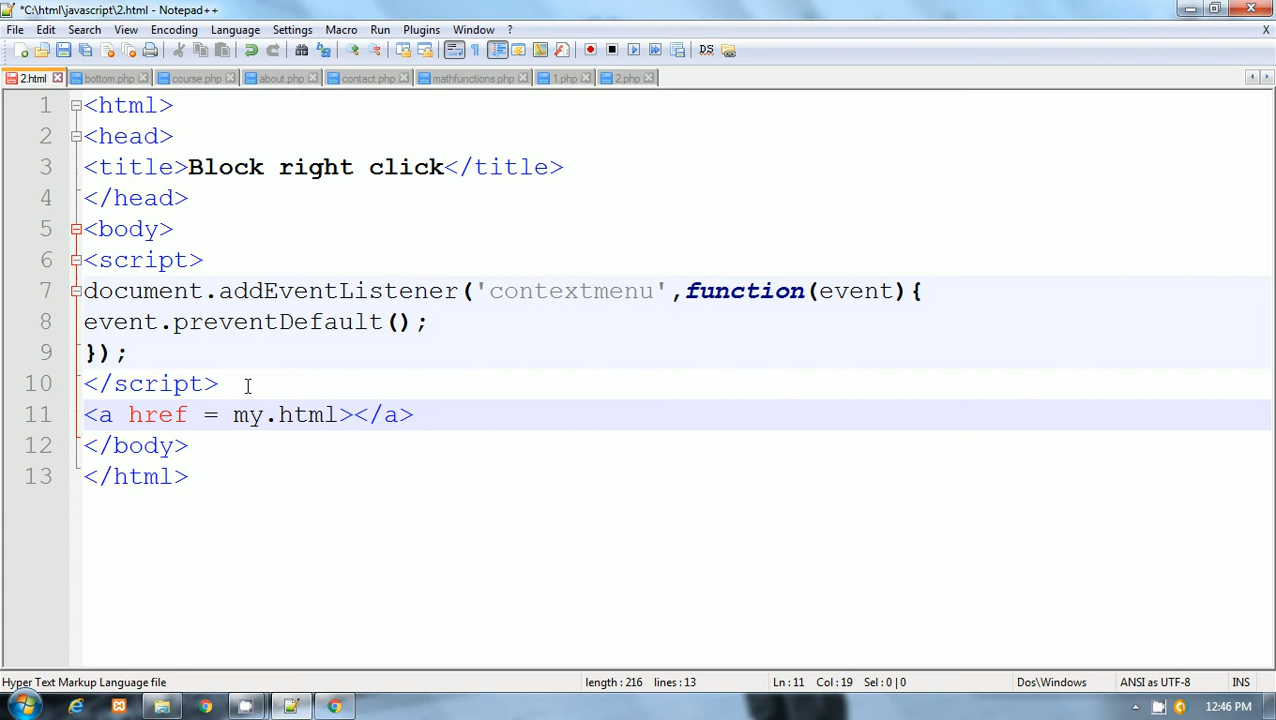 *C:\html\javascript\2.html - Notepad++
File Edit Search View Encoding Language Settings Macro Run Plugins Window ? X
2.html bottom.php course.php about.php contact.php mathfunctions.php 1.php 2.php
1 <html>
2 <head>
3 <title>Block right click</title>
4 </head>
5 <body>
6 <script>
7 document.addEventListener('contextmenu',function(event){
8 event.preventDefault();
9 });
10 </script>
11 <a href = my.html></a>
12 </body>
13 </html>
Hyper Text Markup Language file length : 216 lines : 13 Ln : 11 Col : 19 Sel : 0 | 0 Dos\Windows ANSI as UTF-8 INS
12:46 PM